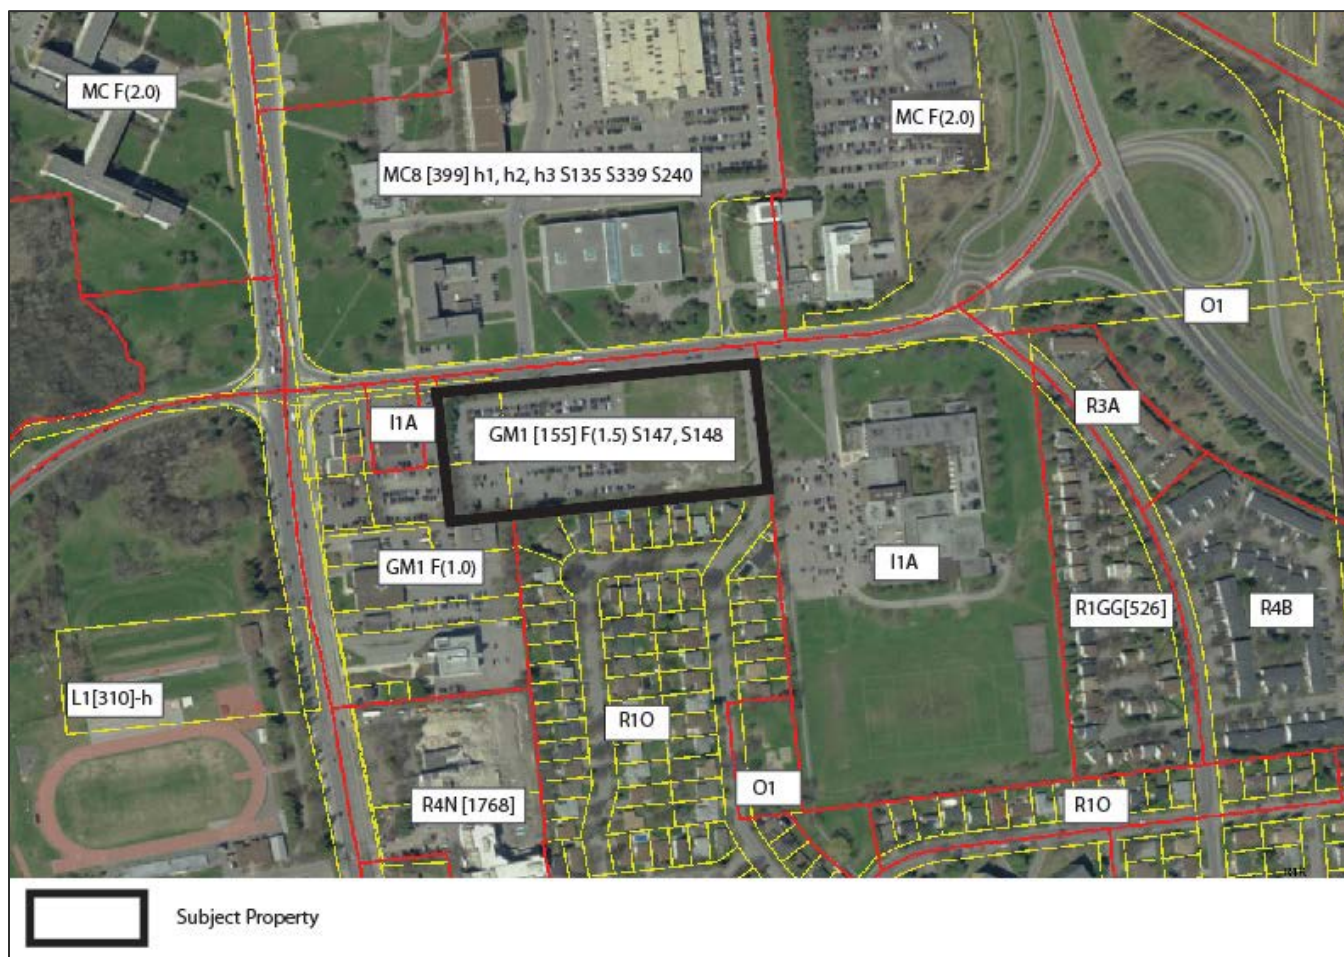 MC F(2.0)
MC F(2.0)
MC8 [399] h1, h2, h3 S135 S339 S240
O1
R3A
I1A
GM1 [155] F(1.5) S147, S148
I1A
GM1 F(1.0)
R1GG[526]
R4B
L1[310]-h
R1O
O1
R4N [1768]
R1O
Subject Property